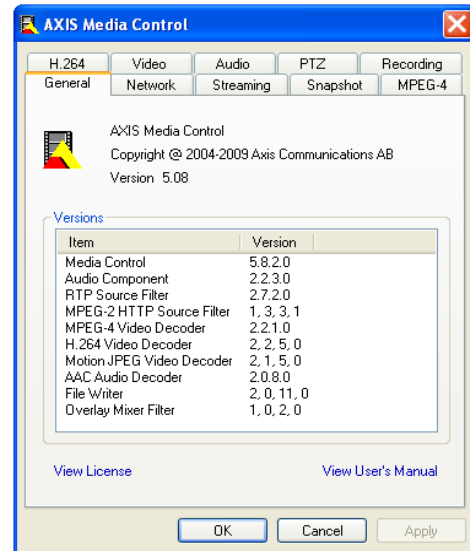 AXIS Media Control
H.264 Video Audio PTZ Recording
General Network Streaming Snapshot MPEG-4
AXIS Media Control
Copyright @ 2004-2009 Axis Communications AB
Version 5.08
Versions
Item Version
Media Control 5.8.2.0
Audio Component 2.2.3.0
RTP Source Filter 2.7.2.0
MPEG-2 HTTP Source Filter 1, 3, 3, 1
MPEG-4 Video Decoder 2.2.1.0
H.264 Video Decoder 2, 2, 5, 0
Motion JPEG Video Decoder 2, 1, 5, 0
AAC Audio Decoder 2.0.8.0
File Writer 2, 0, 11, 0
Overlay Mixer Filter 1, 0, 2, 0
View License View User's Manual
OK Cancel Apply